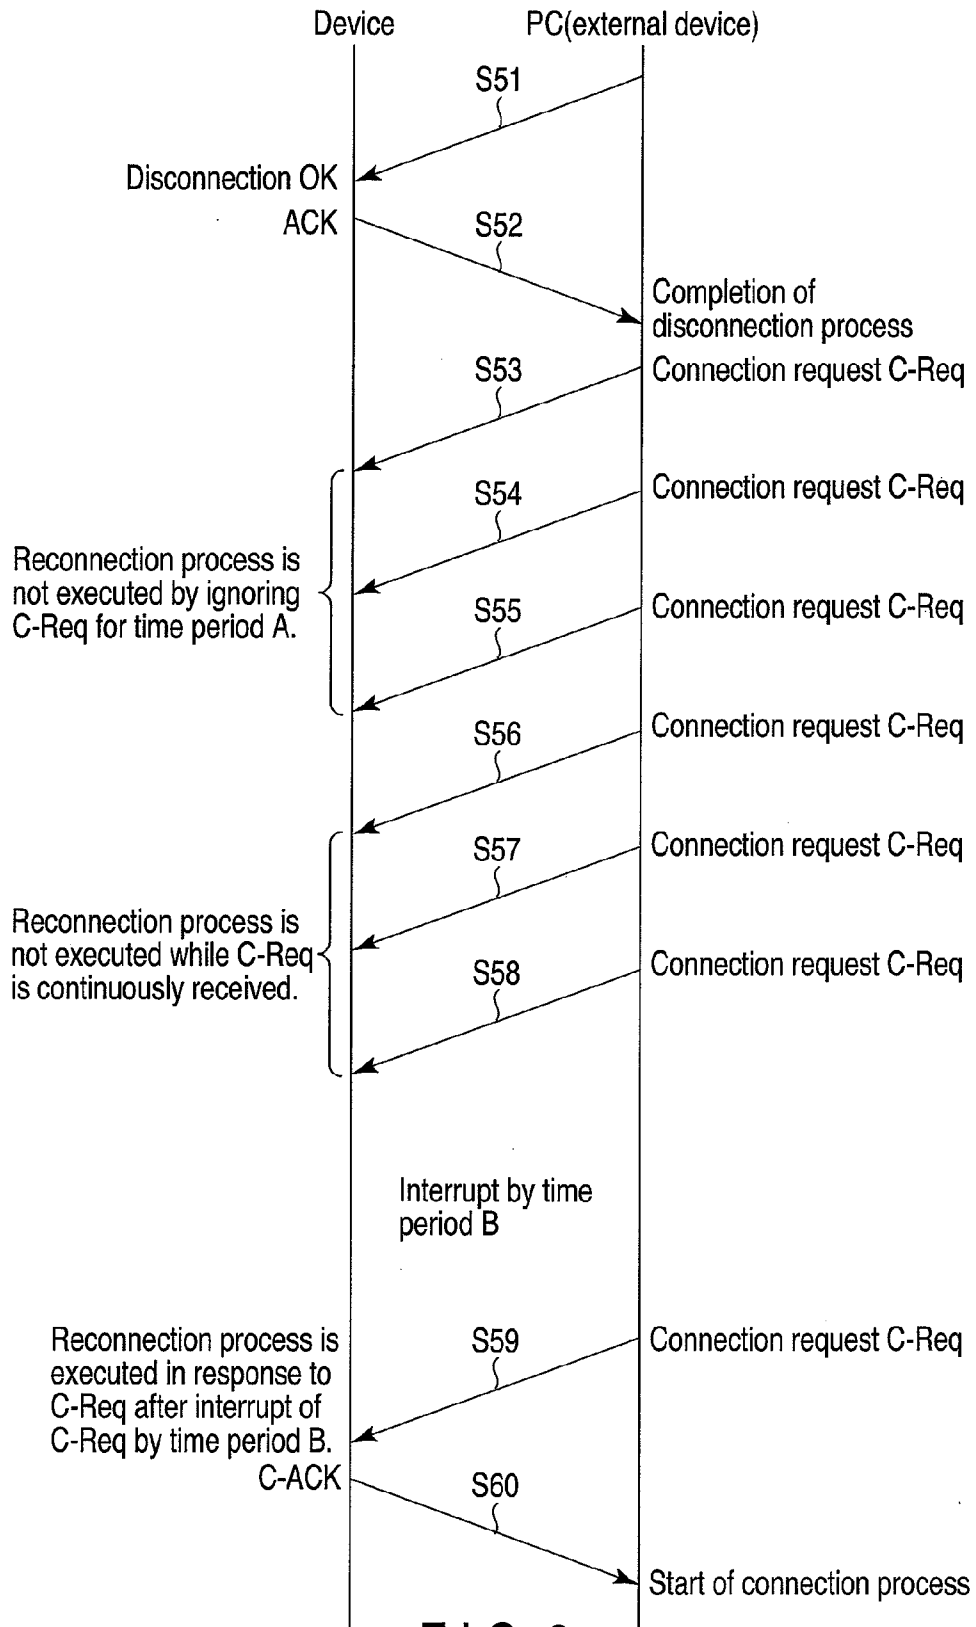 Device
PC(external device)
S51
Disconnection OK
ACK
S52
Completion of
disconnection process
S53
Connection request C-Req
S54
Connection request C-Req
Reconnection process is
not executed by ignoring
C-Req for time period A.
S55
Connection request C-Req
S56
Connection request C-Req
S57
Connection request C-Req
Reconnection process is
not executed while C-Req
is continuously received.
S58
Connection request C-Req
Interrupt by time
period B
Reconnection process is
executed in response to
C-Req after interrupt of
C-Req by time period B.
S59
Connection request C-Req
C-ACK
S60
Start of connection process